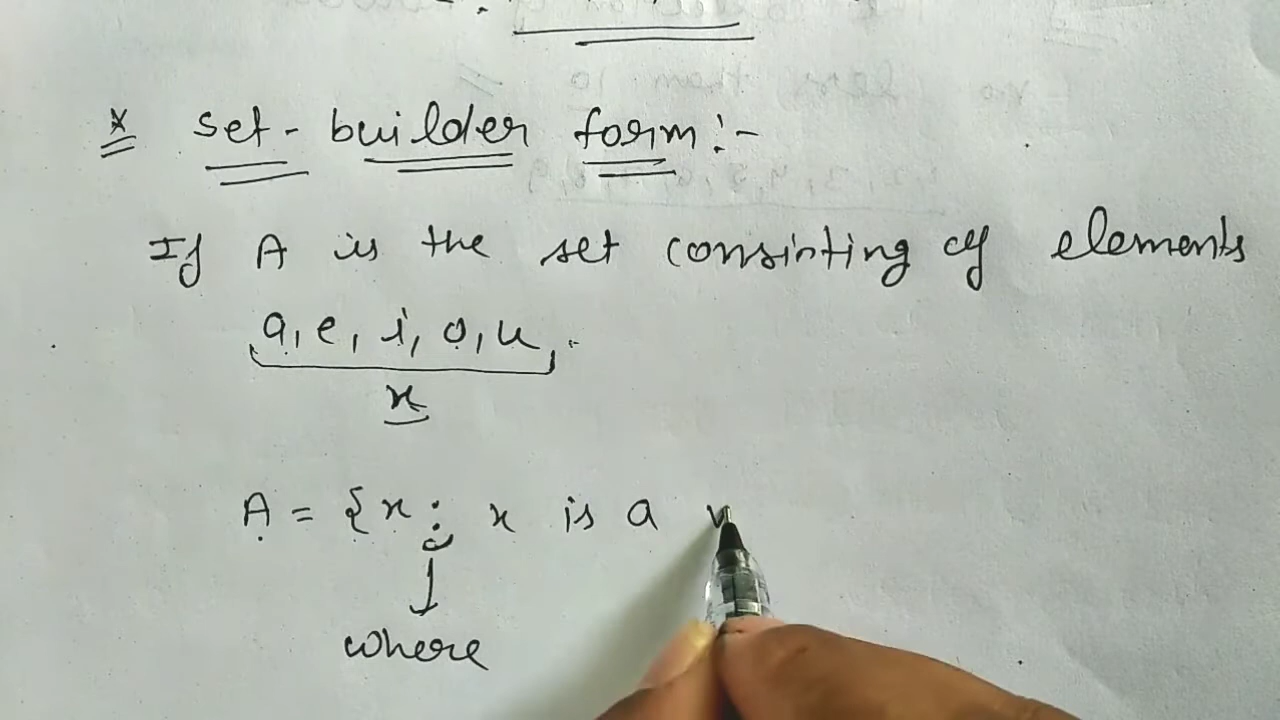 * set-builder form:-
If A is the set consisting of elements
a, e, i, o, u,
x
A = {x : x is a v
where